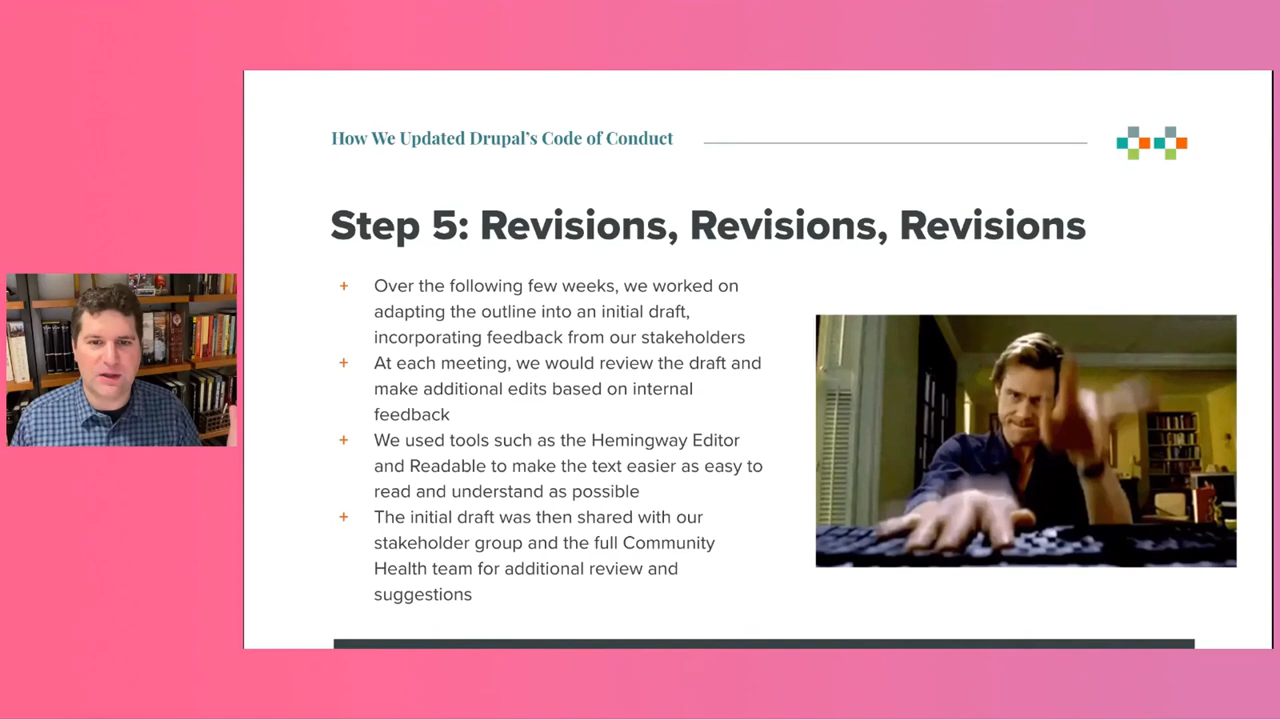 How We Updated Drupal's Code of Conduct
Step 5: Revisions, Revisions, Revisions
+ Over the following few weeks, we worked on
adapting the outline into an initial draft,
incorporating feedback from our stakeholders
+ At each meeting, we would review the draft and
make additional edits based on internal
feedback
+ We used tools such as the Hemingway Editor
and Readable to make the text easier as easy to
read and understand as possible
+ The initial draft was then shared with our
stakeholder group and the full Community
Health team for additional review and
suggestions